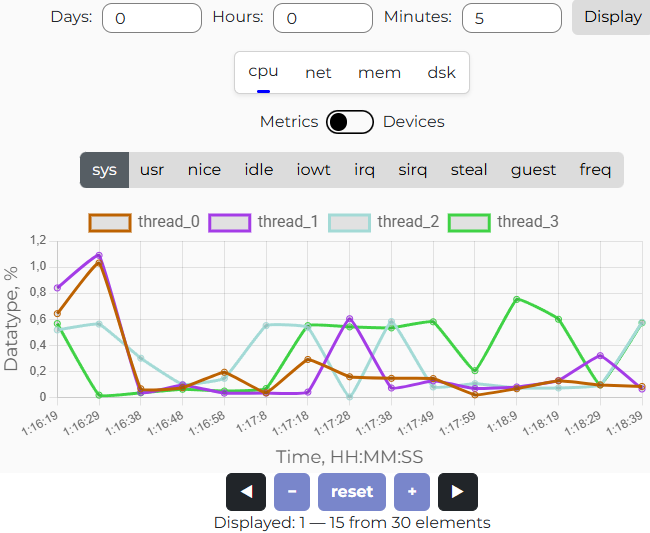 Days: 0 Hours: 0 Minutes: 5 Display
cpu net mem dsk
Metrics Devices
sys usr nice idle iowt irq sirq steal guest freq
thread_0 thread_1 thread_2 thread_3
Datatype, %
1,2
1,0
0,8
0,6
0,4
0,2
0
1:16:19 1:16:29 1:16:38 1:16:48 1:16:58 1:17:8 1:17:18 1:17:28 1:17:38 1:17:49 1:17:59 1:18:9 1:18:19 1:18:29 1:18:39
Time, HH:MM:SS
◀ − reset + ▶
Displayed: 1 — 15 from 30 elements